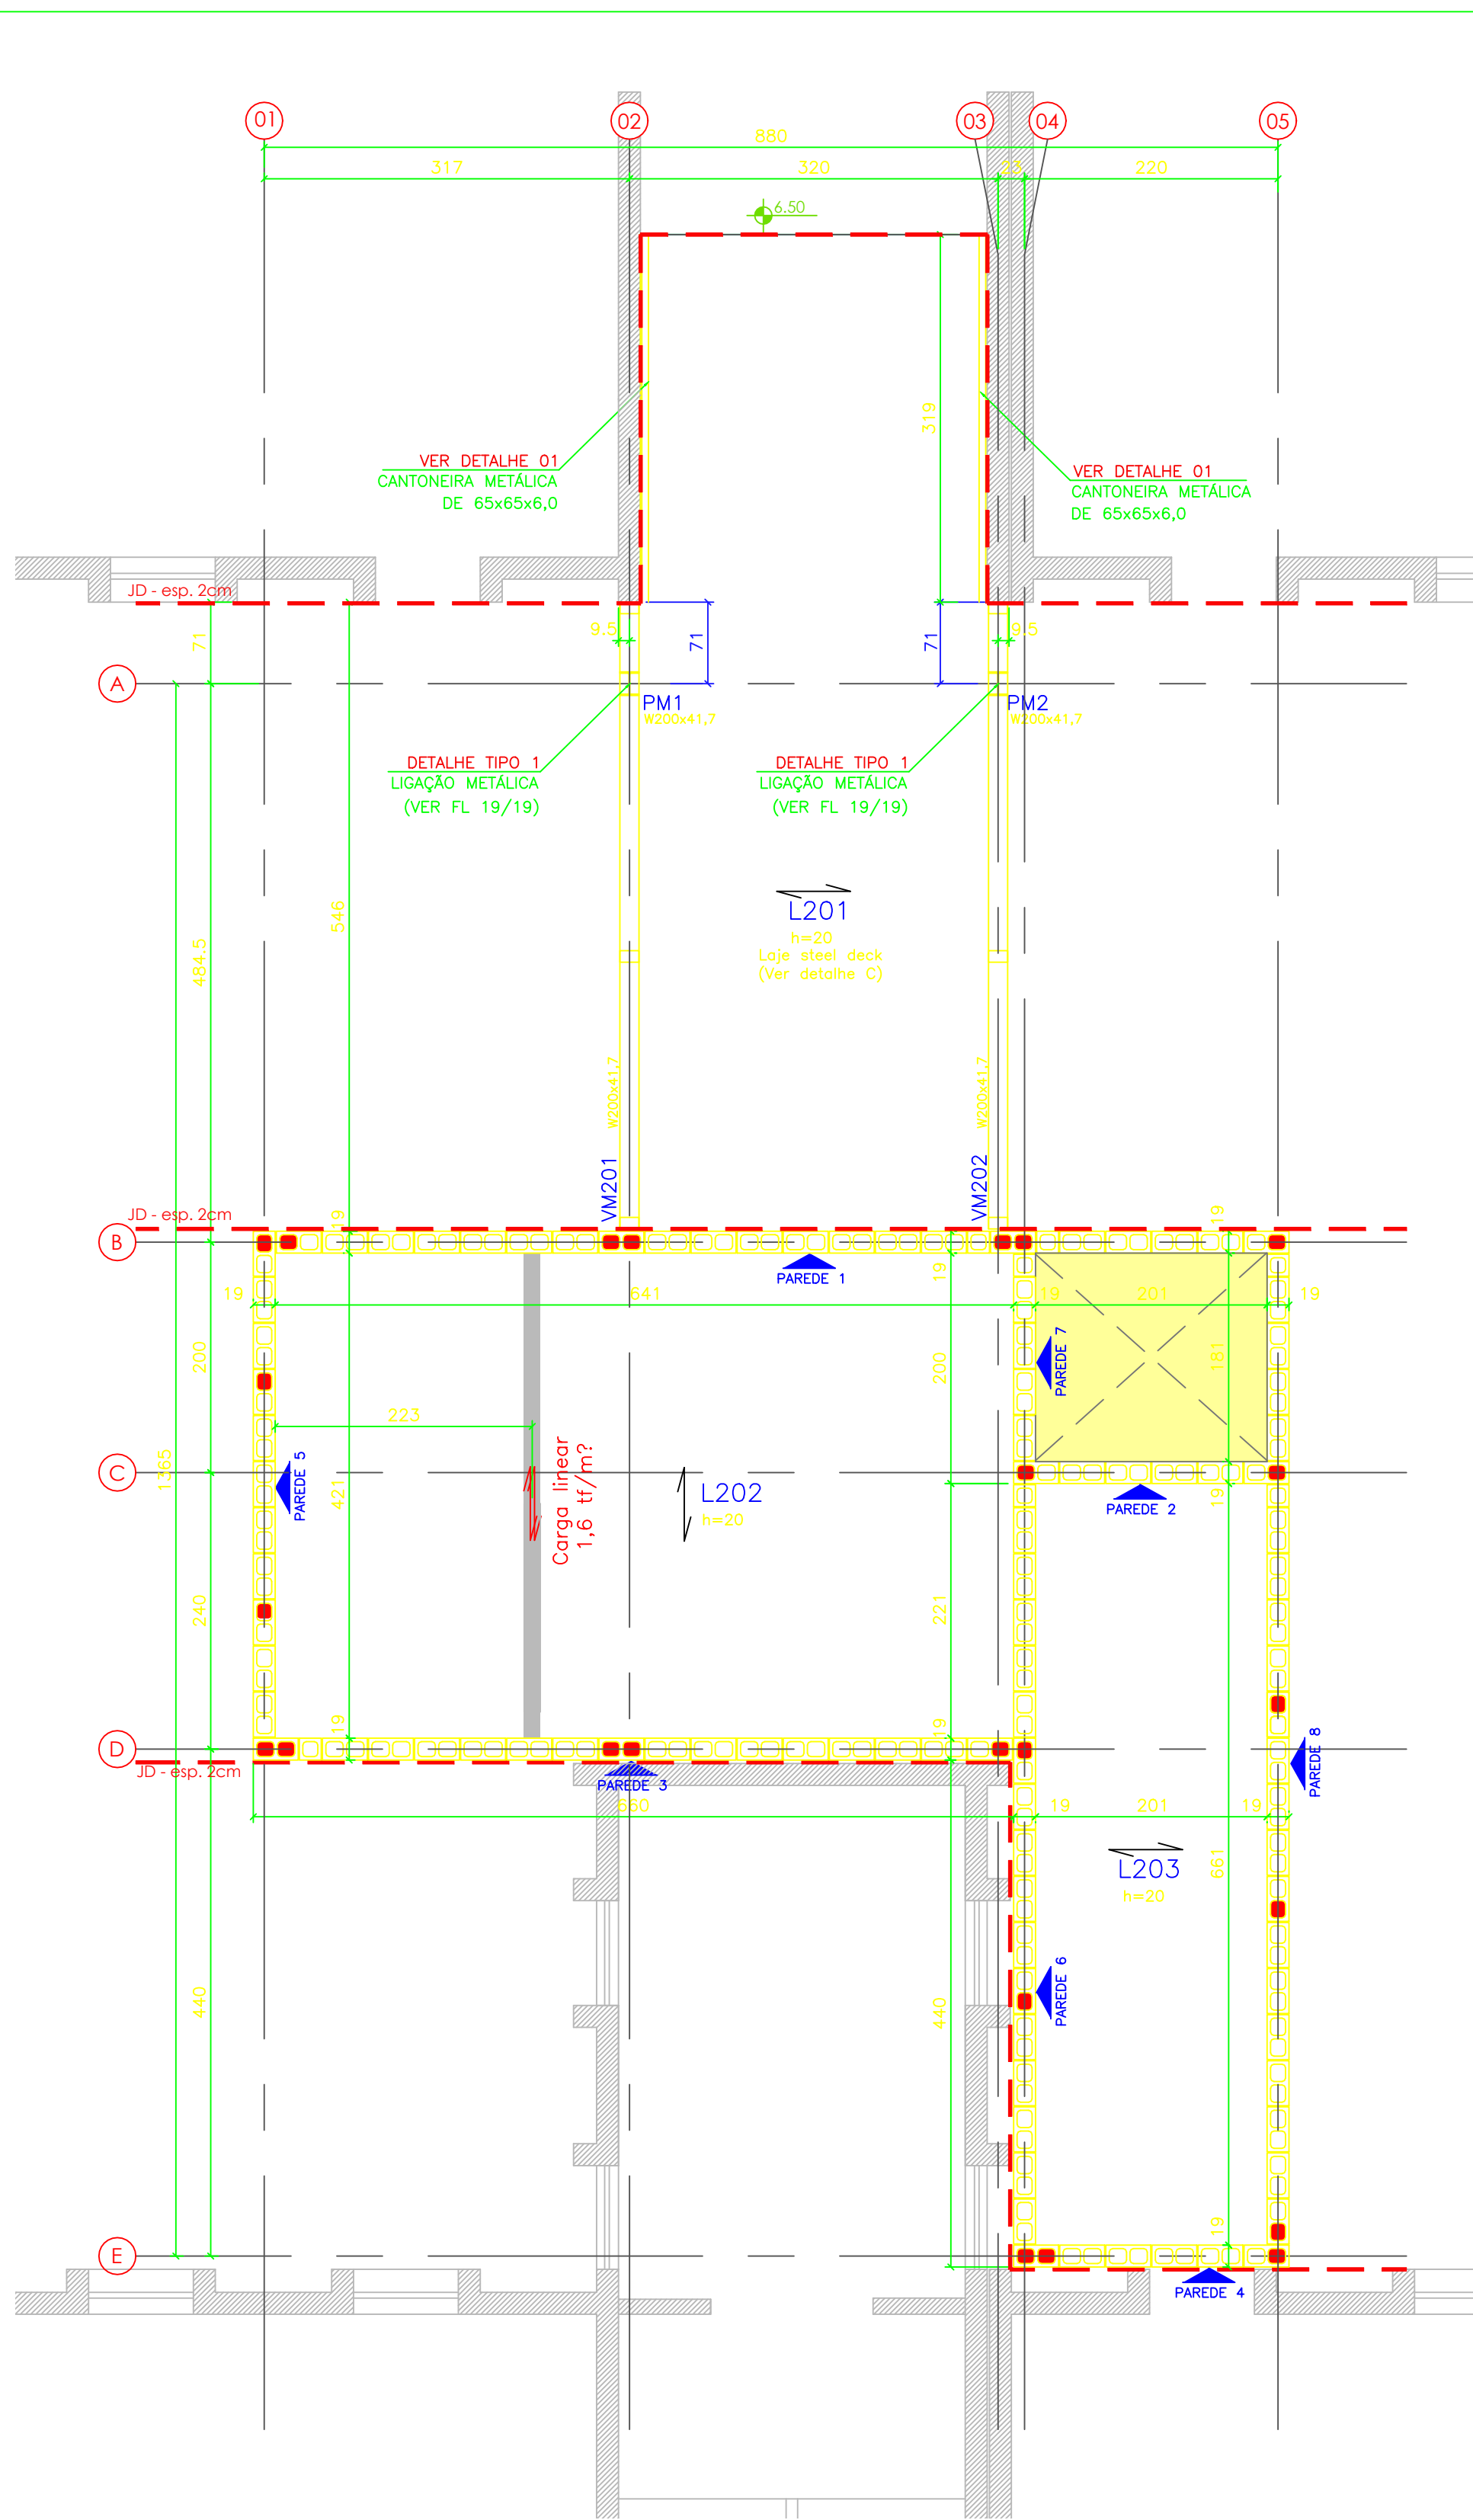 01
02
03
04
05
880
317
320
23
220
6.50
319
VER DETALHE 01
CANTONEIRA METÁLICA
DE 65x65x6,0
VER DETALHE 01
CANTONEIRA METÁLICA
DE 65x65x6,0
JD - esp. 2cm
71
9.5
71
71
9.5
A
PM1
W200x41,7
PM2
W200x41,7
DETALHE TIPO 1
LIGAÇÃO METÁLICA
(VER FL 19/19)
DETALHE TIPO 1
LIGAÇÃO METÁLICA
(VER FL 19/19)
546
484.5
L201
h=20
Laje steel deck
(Ver detalhe C)
W200x41,7
W200x41,7
VM201
VM202
JD - esp. 2cm
19
19
B
PAREDE 1
19
19
641
19
201
19
200
200
PAREDE 7
181
223
1365
C
PAREDE 5
421
Carga linear
1,6 tf/m?
L202
h=20
PAREDE 2
19
240
221
19
19
D
JD - esp. 2cm
PAREDE 3
PAREDE 8
660
19
201
19
L203
h=20
661
440
440
PAREDE 6
19
E
PAREDE 4